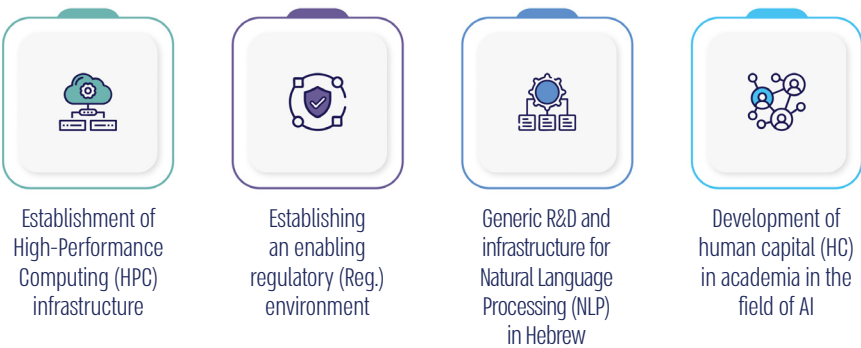 Establishment of
High-Performance
Computing (HPC)
infrastructure
Establishing
an enabling
regulatory (Reg.)
environment
Generic R&D and
infrastructure for
Natural Language
Processing (NLP)
in Hebrew
Development of
human capital (HC)
in academia in the
field of AI